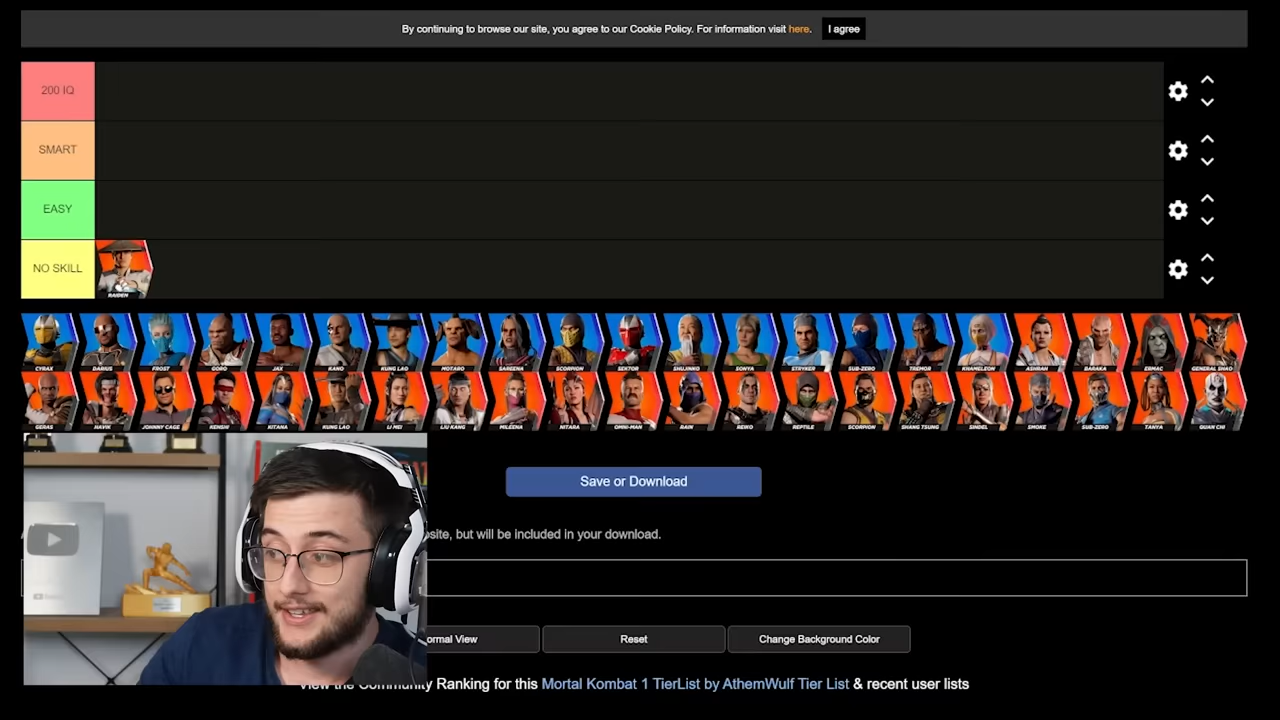 By continuing to browse our site, you agree to our Cookie Policy. For information visit here. I agree
200 IQ
SMART
EASY
NO SKILL
RAIDEN
CYRAX DARIUS FROST GORO JAX KANO KUNG LAO MOTARO SAREENA SCORPION SEKTOR SHUJINKO SONYA STRYKER SUB-ZERO TREMOR KHAMELEON ASHRAH BARAKA ERMAC GENERAL SHAO
GERAS HAVIK JOHNNY CAGE KENSHI KITANA KUNG LAO LI MEI LIU KANG MILEENA NITARA OMNI-MAN RAIN REIKO REPTILE SCORPION SHANG TSUNG SINDEL SMOKE SUB-ZERO TANYA QUAN CHI
Save or Download
site, but will be included in your download.
ormal View Reset Change Background Color
View the Community Ranking for this Mortal Kombat 1 TierList by AthemWulf Tier List & recent user lists